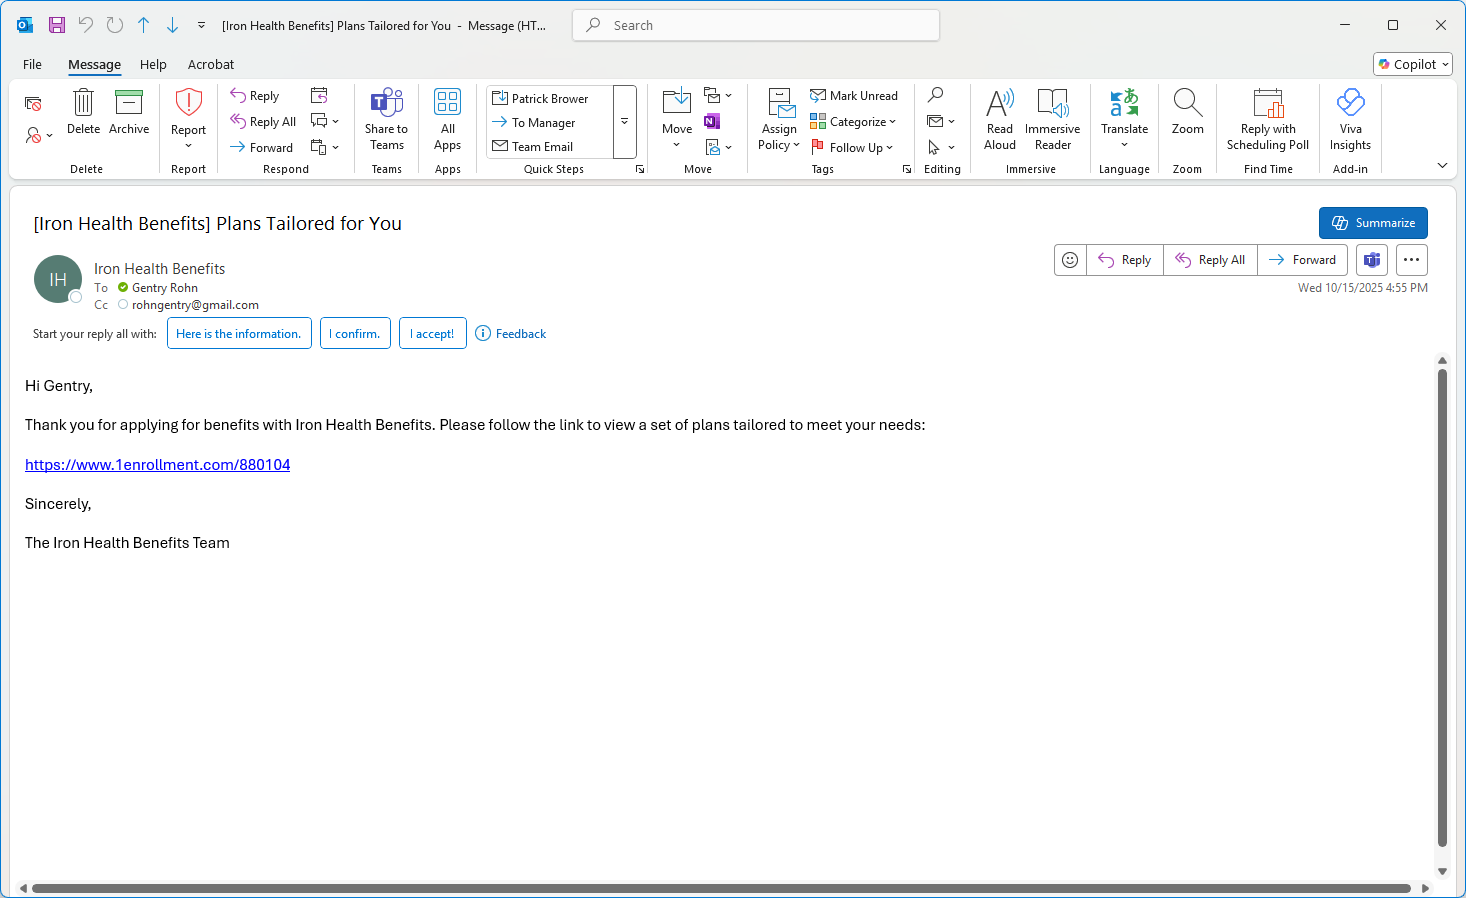 [Iron Health Benefits] Plans Tailored for You - Message (HT...
Search
File Message Help Acrobat
Copilot
Delete Archive
Delete
Report
Report
Reply
Reply All
Forward
Respond
Share to Teams
Teams
All Apps
Apps
Patrick Brower
To Manager
Team Email
Quick Steps
Move
Move
Assign Policy
Mark Unread
Categorize
Follow Up
Tags
Editing
Read Aloud
Immersive Reader
Immersive
Translate
Language
Zoom
Zoom
Reply with Scheduling Poll
Find Time
Viva Insights
Add-in
[Iron Health Benefits] Plans Tailored for You
Summarize
IH
Iron Health Benefits
To Gentry Rohn
Cc rohngentry@gmail.com
Reply Reply All Forward
Wed 10/15/2025 4:55 PM
Start your reply all with: Here is the information. I confirm. I accept! Feedback
Hi Gentry,
Thank you for applying for benefits with Iron Health Benefits. Please follow the link to view a set of plans tailored to meet your needs:
https://www.1enrollment.com/880104
Sincerely,
The Iron Health Benefits Team